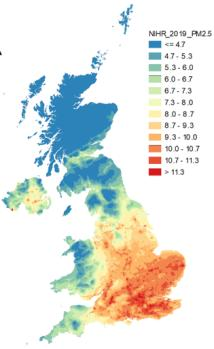 NIHR_2019_PM2.5
<= 4.7
4.7 - 5.3
5.3 - 6.0
6.0 - 6.7
6.7 - 7.3
7.3 - 8.0
8.0 - 8.7
8.7 - 9.3
9.3 - 10.0
10.0 - 10.7
10.7 - 11.3
> 11.3